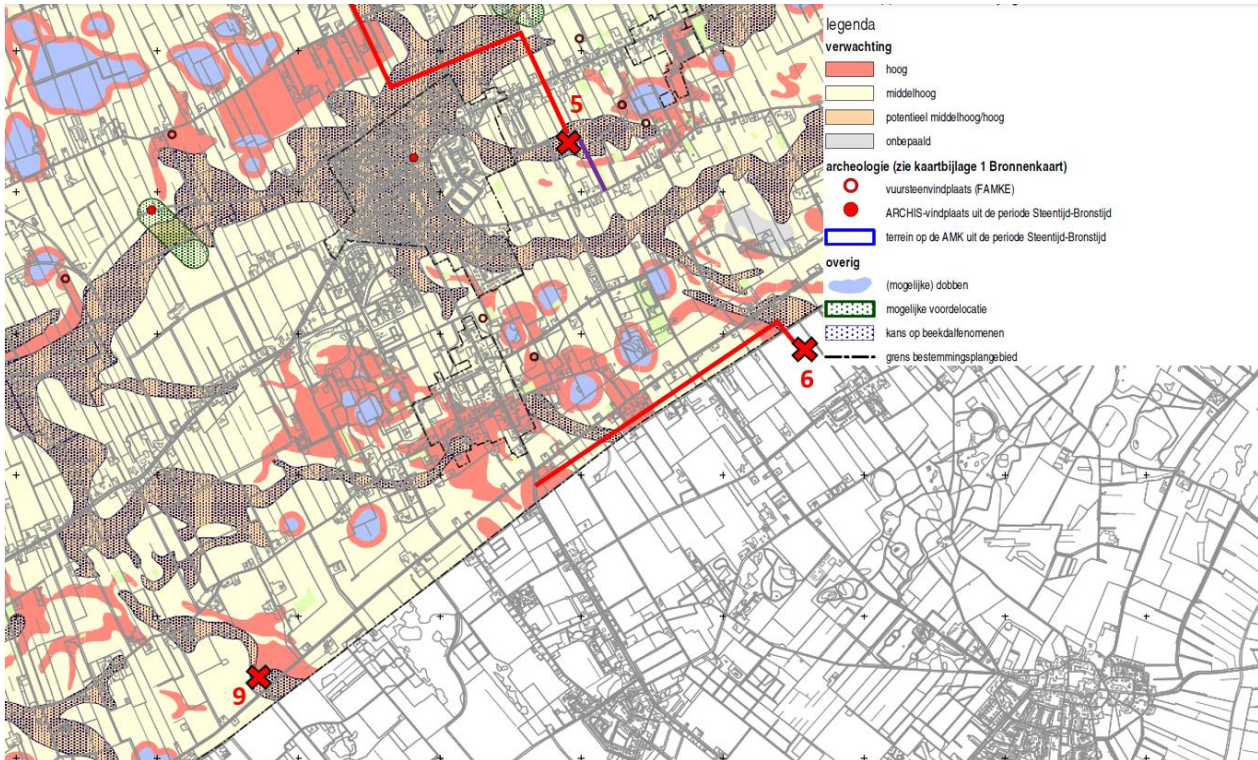 legenda
verwachting
hoog
middelhoog
potentieel middelhoog/hoog
onbepaald
archeologie (zie kaartbijlage 1 Bronnenkaart)
vuursteenvindplaats (FAMKE)
ARCHIS-vindplaats uit de periode Steentijd-Bronstijd
terrein op de AMK uit de periode Steentijd-Bronstijd
overig
(mogelijke) dobben
mogelijke voordelocatie
kans op beekdalfenomenen
grens bestemmingsplangebied
5
6
9